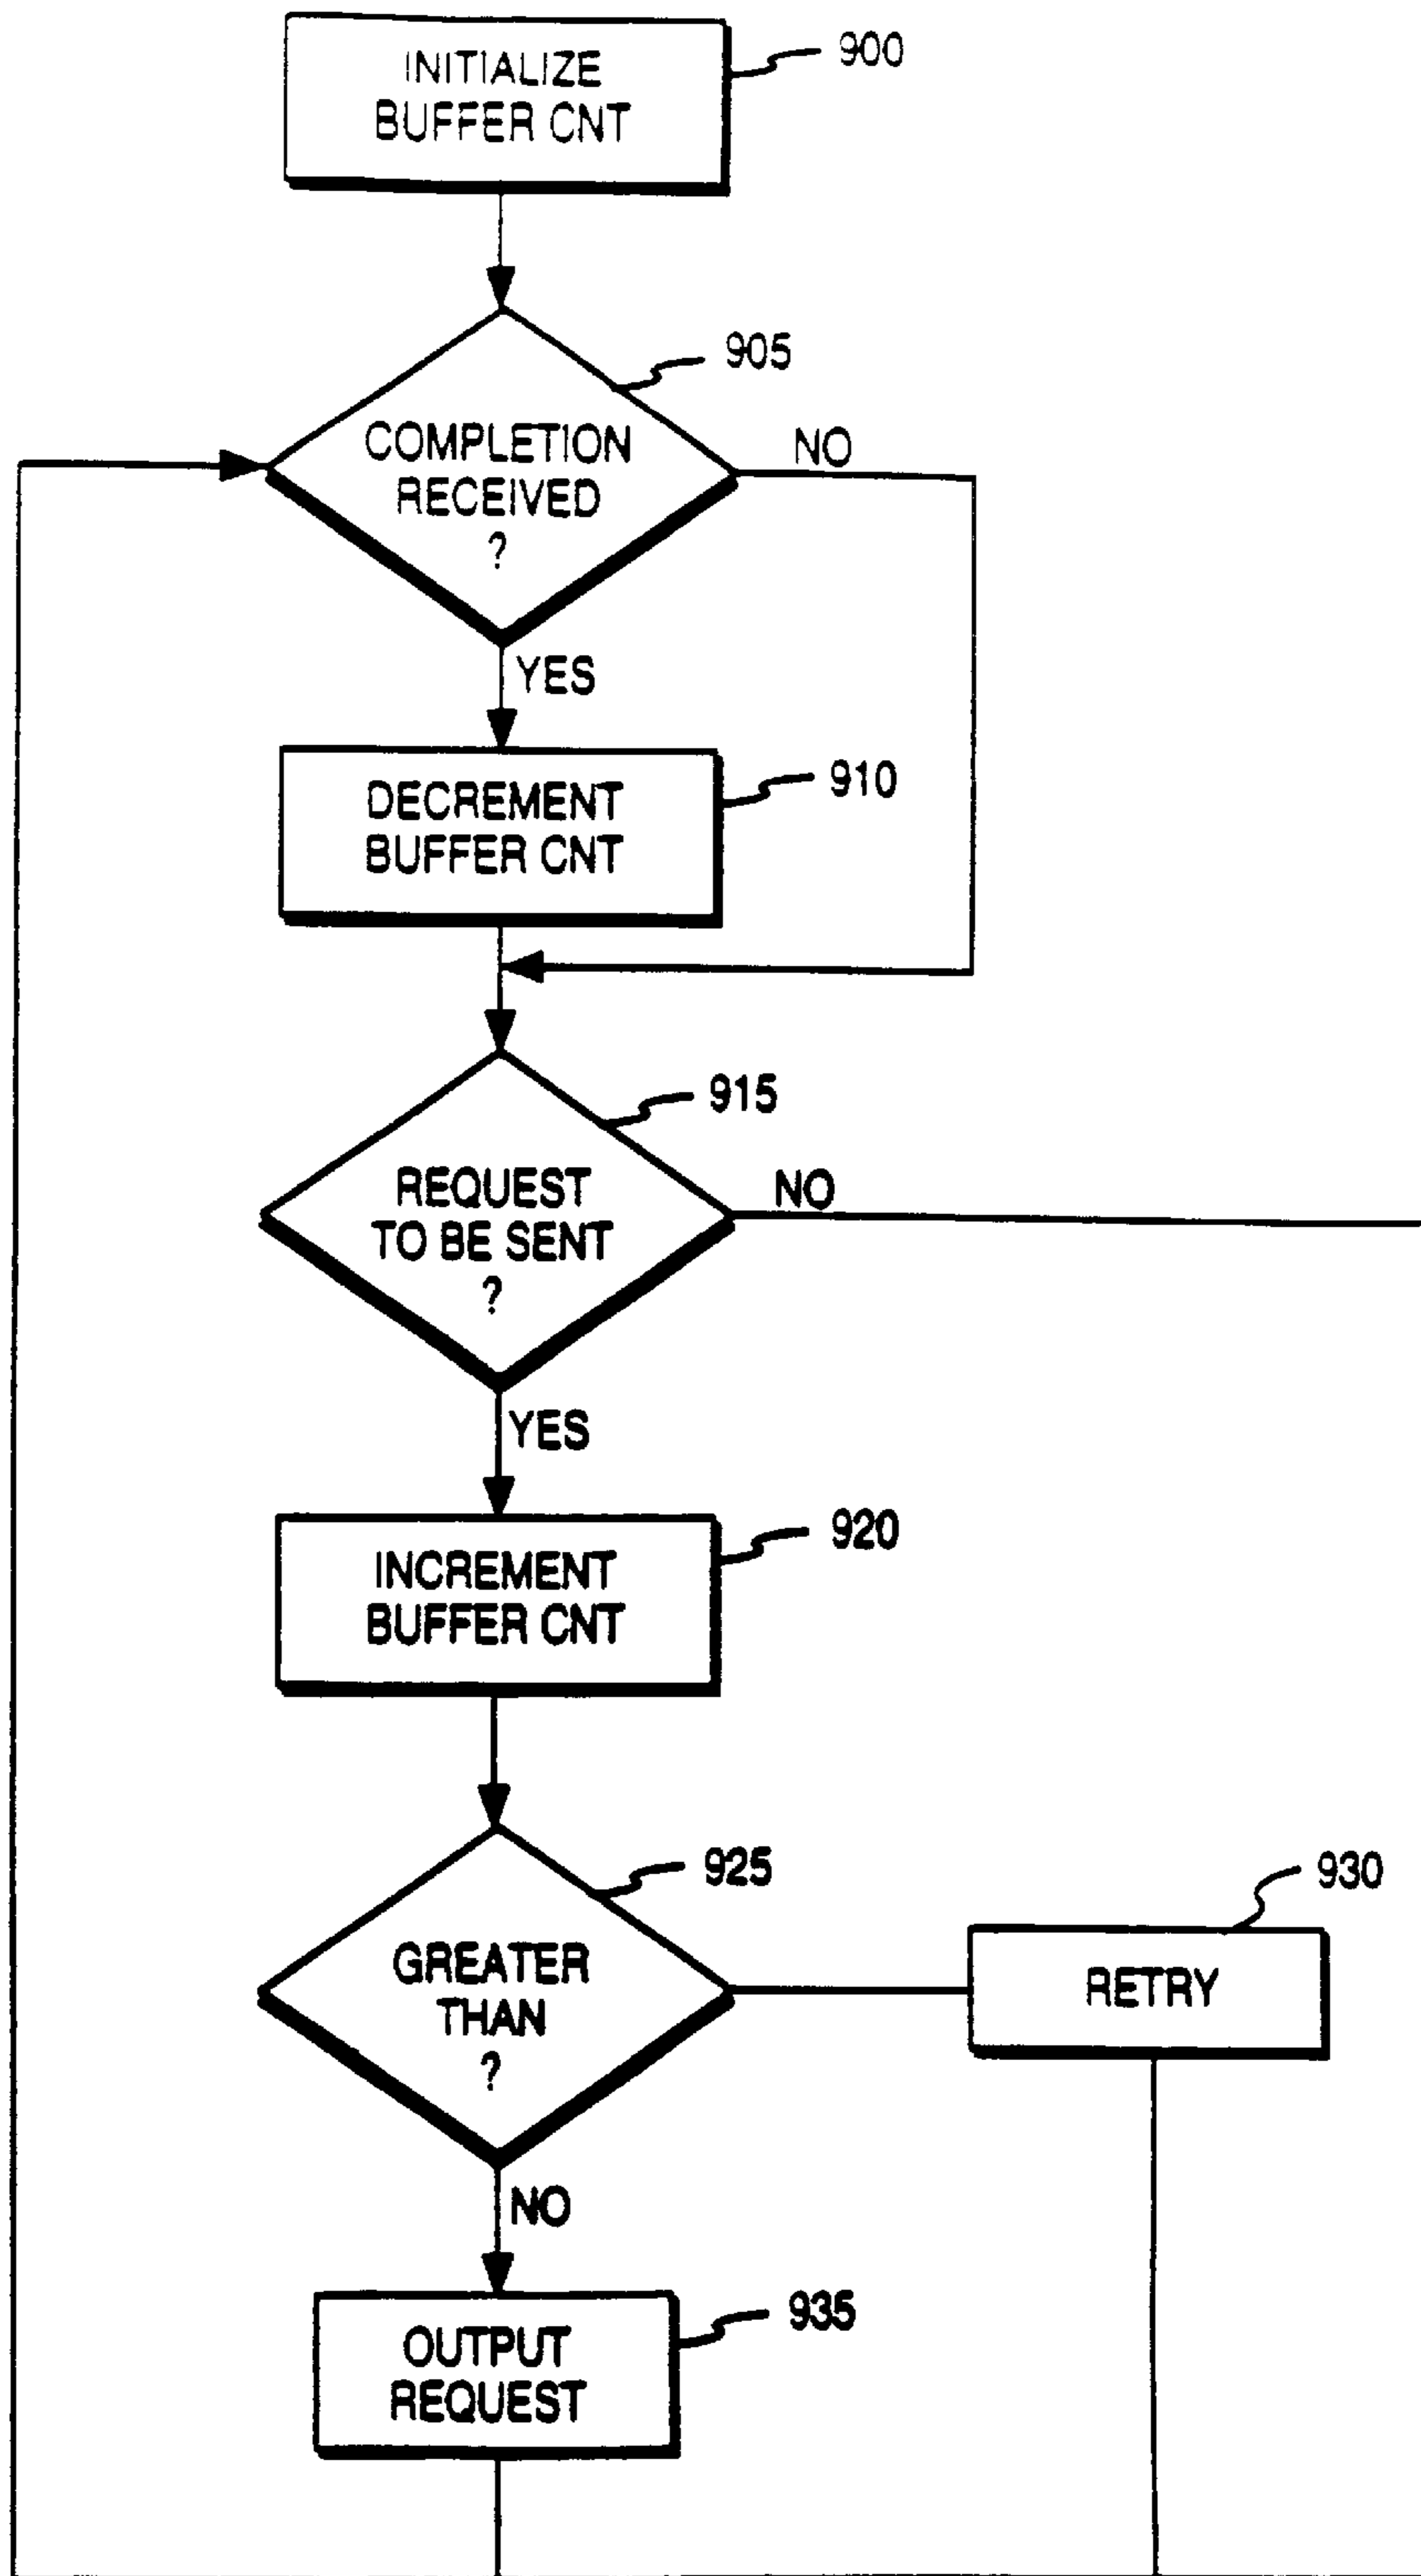 INITIALIZE
BUFFER CNT
900
905
COMPLETION
RECEIVED
?
NO
YES
DECREMENT
BUFFER CNT
910
915
REQUEST
TO BE SENT
?
NO
YES
920
INCREMENT
BUFFER CNT
925
GREATER
THAN
?
930
RETRY
NO
935
OUTPUT
REQUEST